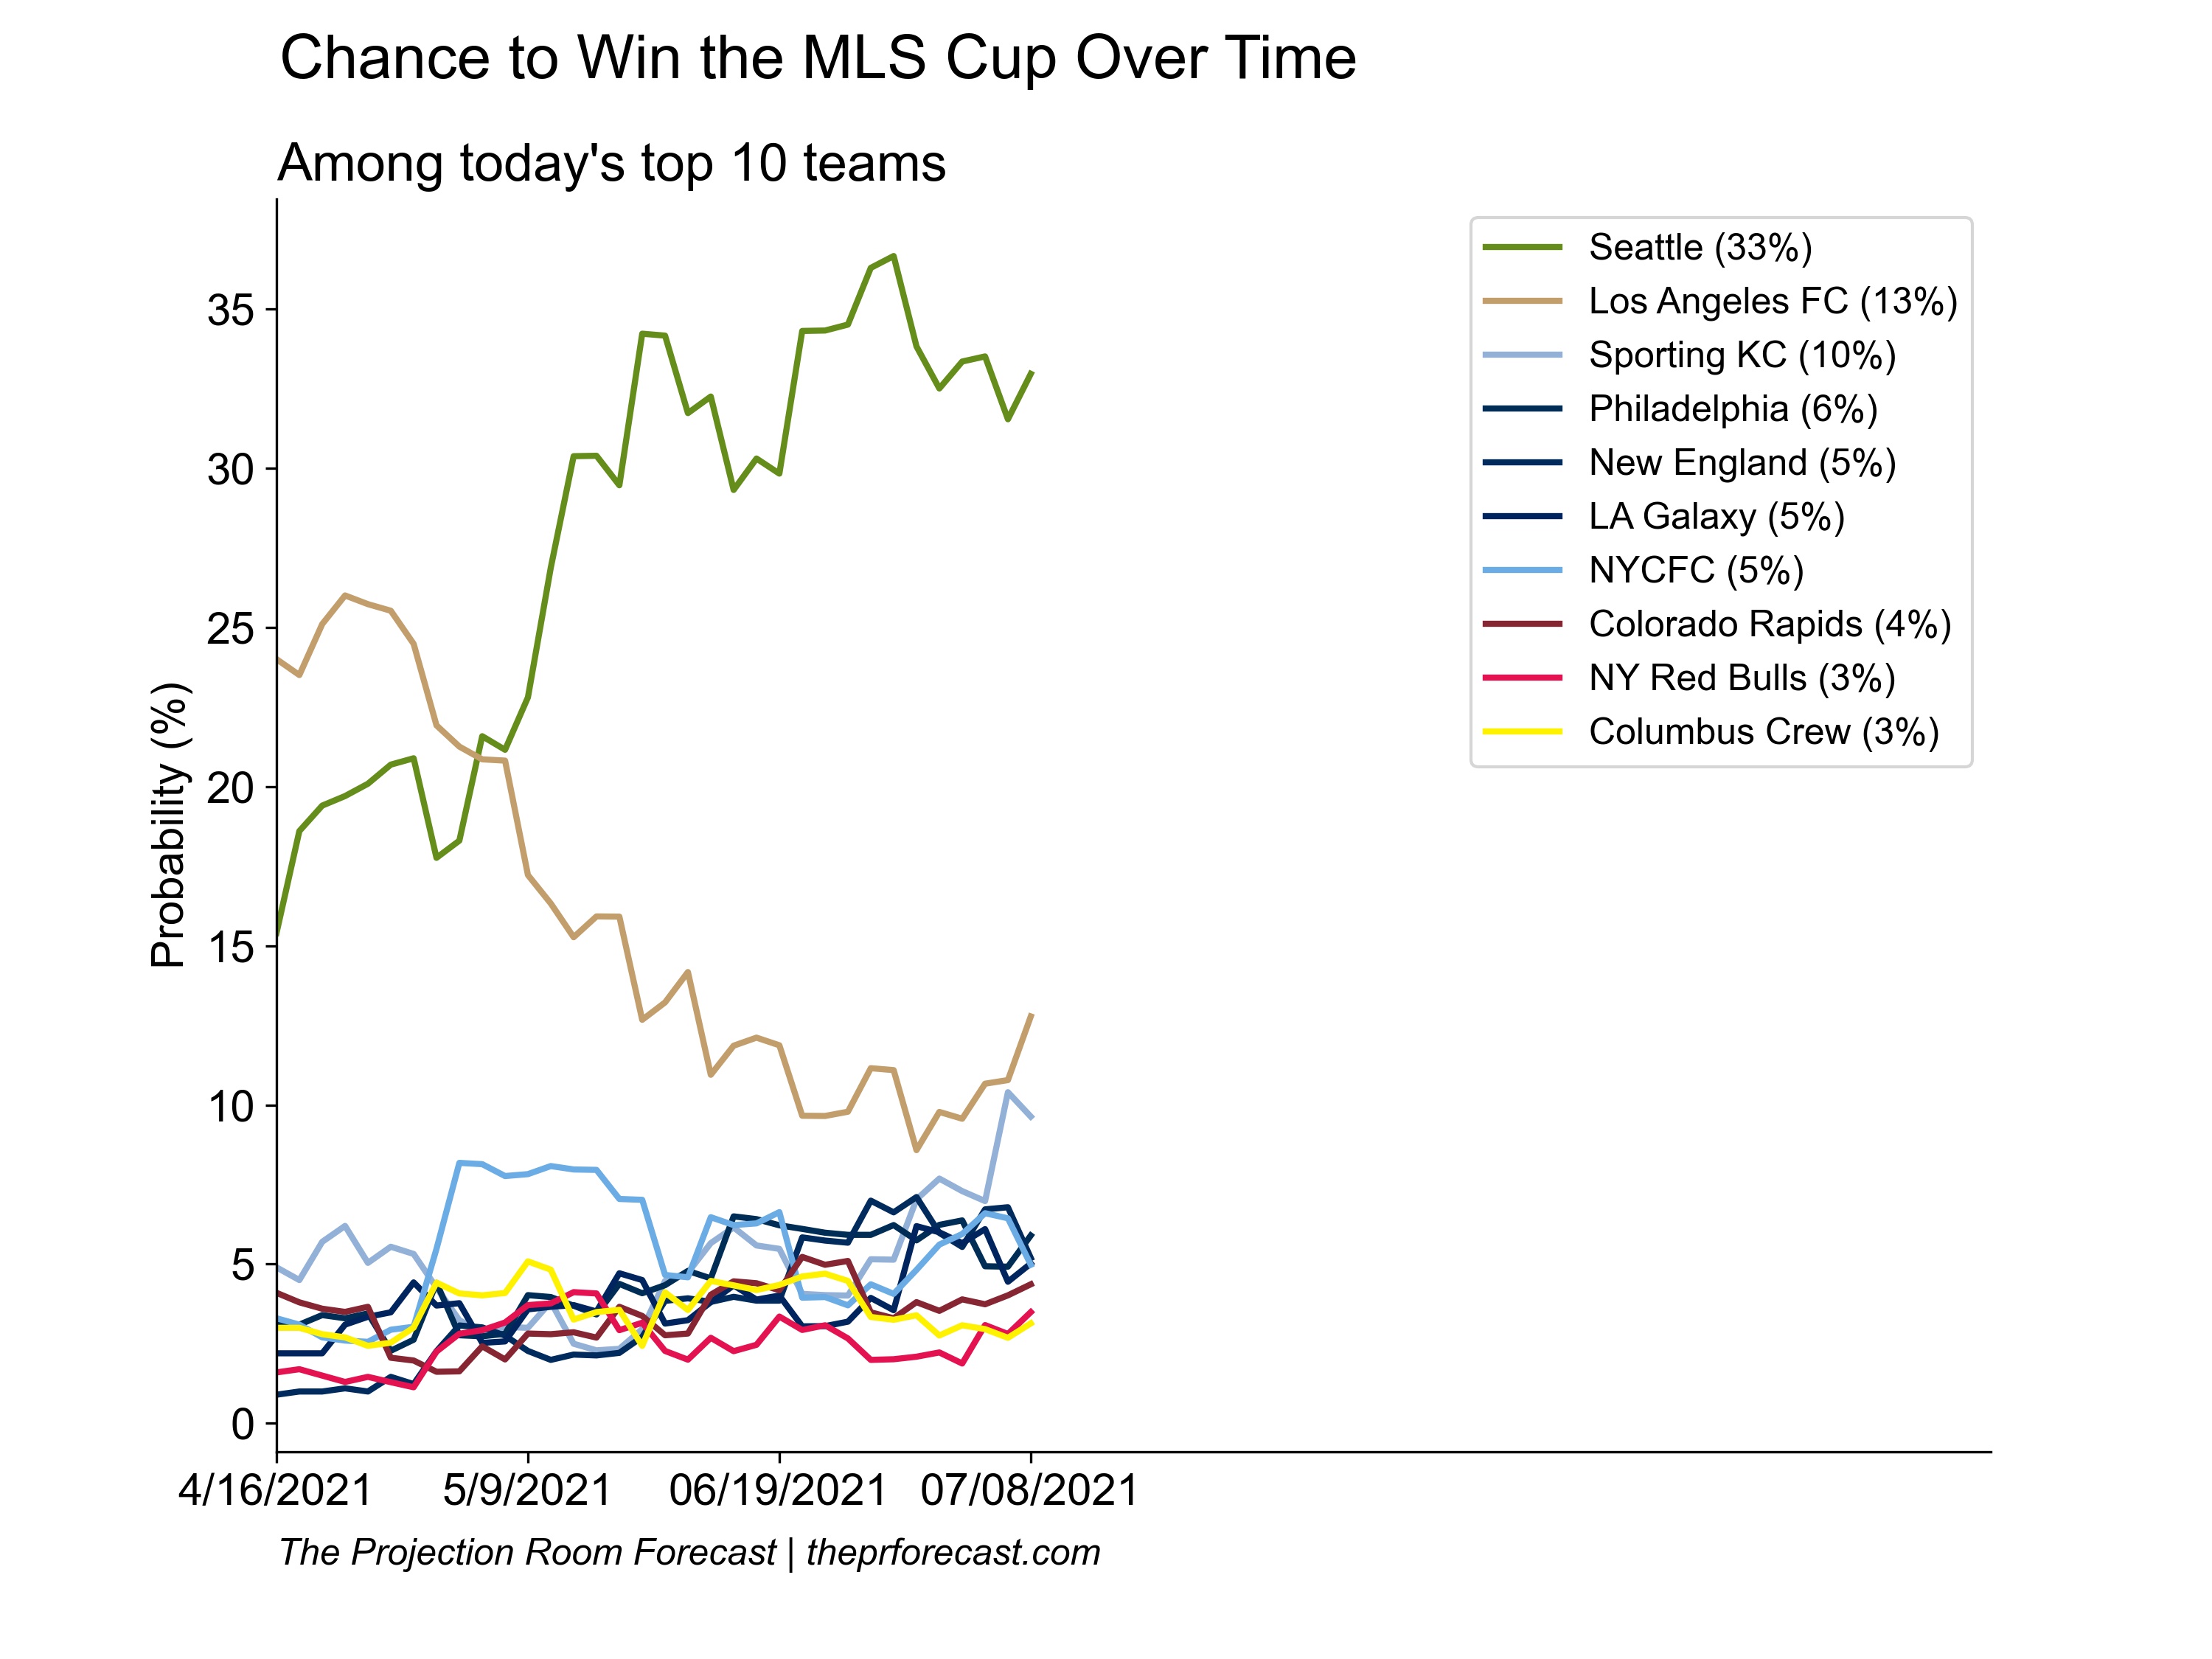 Chance to Win the MLS Cup Over Time
Among today's top 10 teams
Seattle (33%)
Los Angeles FC (13%)
Sporting KC (10%)
Philadelphia (6%)
New England (5%)
LA Galaxy (5%)
NYCFC (5%)
Colorado Rapids (4%)
NY Red Bulls (3%)
Columbus Crew (3%)
Probability (%)
35
30
25
20
15
10
5
0
4/16/2021 5/9/2021 06/19/2021 07/08/2021
The Projection Room Forecast | theprforecast.com